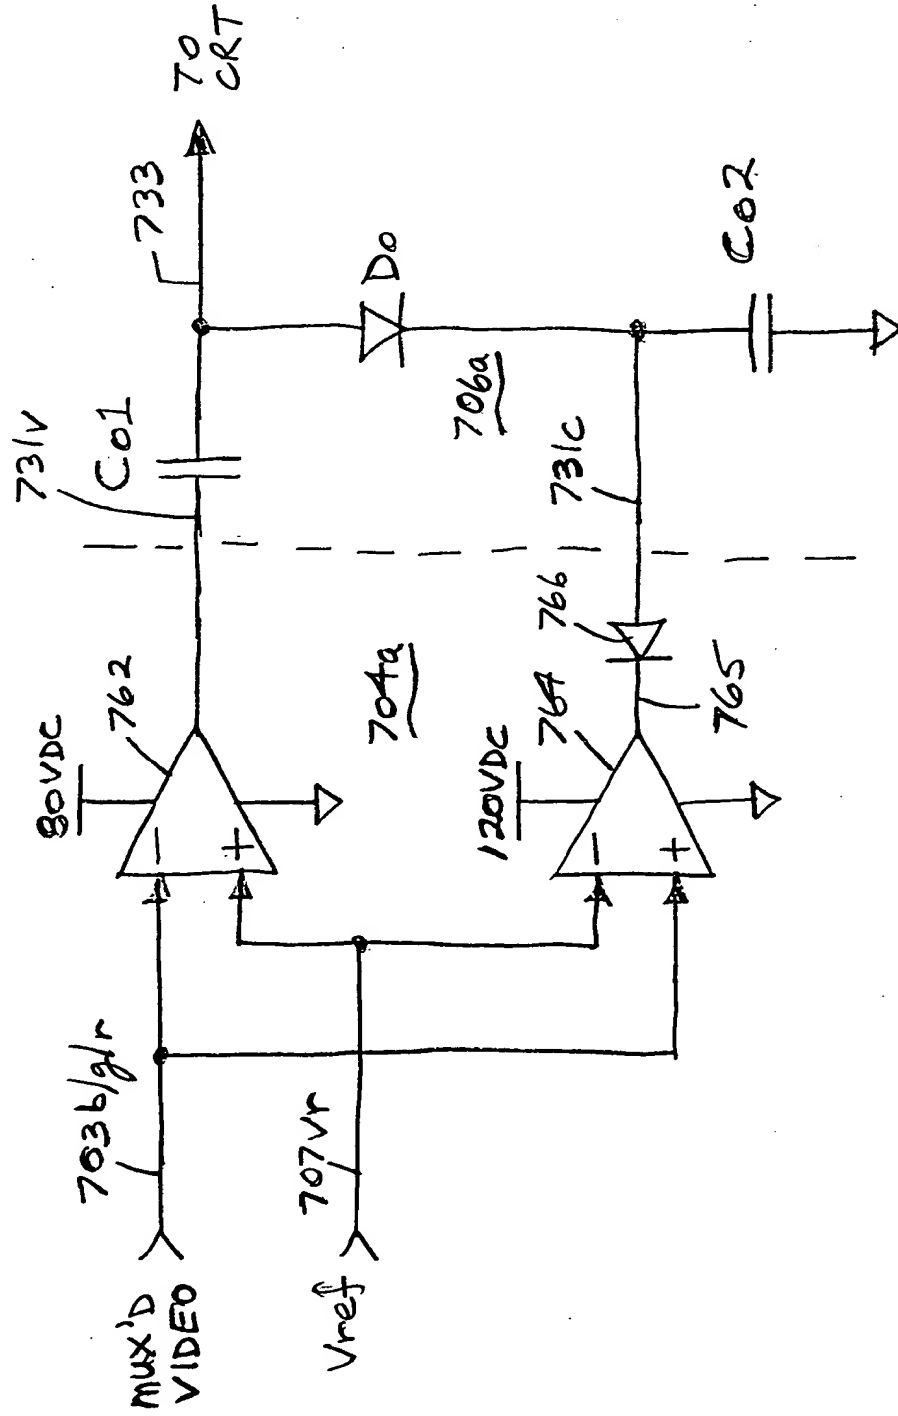 MUX'D
VIDEO
703b/g/r
Vref
707vr
80VDC
762
-
+
704a
120VDC
764
-
+
765
766
731v
Co1
731c
706a
Do
733
TO
CRT
Co2